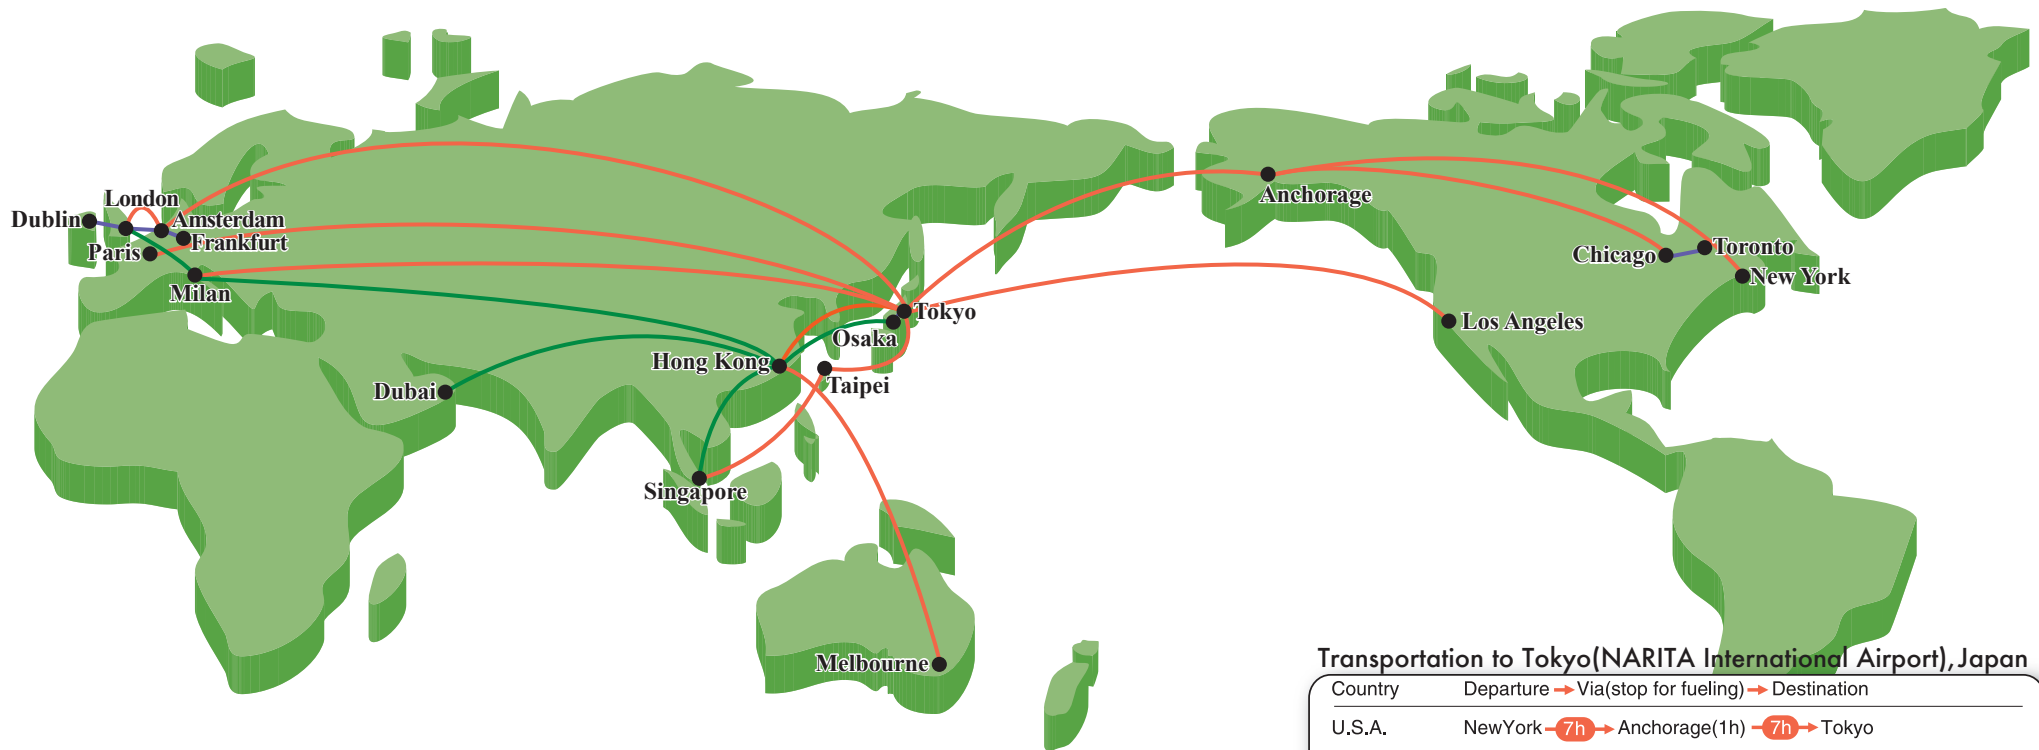 London
Dublin
Amsterdam
Frankfurt
Paris
Milan
Anchorage
Chicago
Toronto
New York
Tokyo
Osaka
Los Angeles
Hong Kong
Taipei
Dubai
Singapore
Melbourne
Transportation to Tokyo(NARITA International Airport),Japan
Country Departure Via(stop for fueling) Destination
U.S.A. NewYork 7h Anchorage(1h) 7h Tokyo